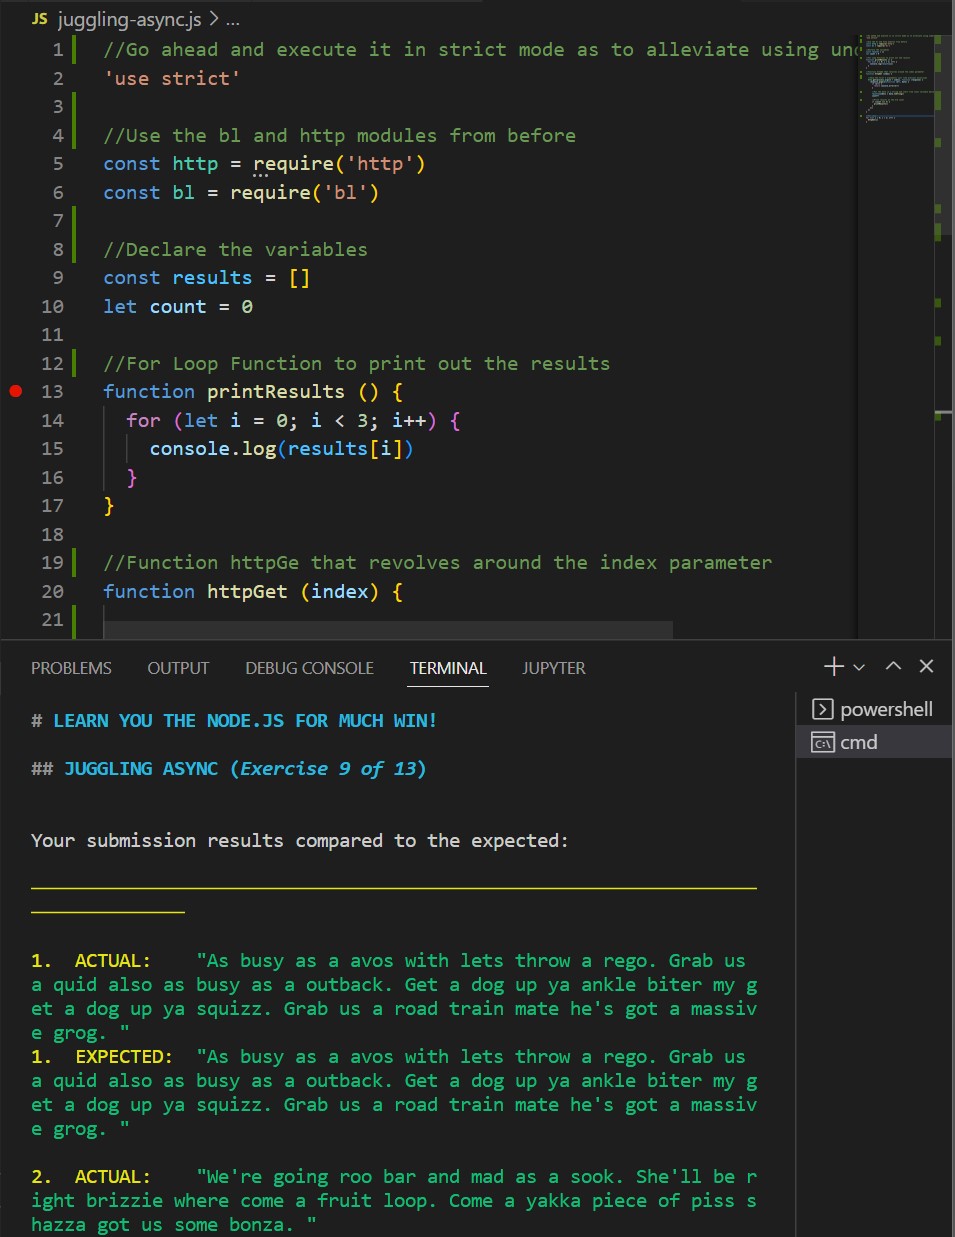 JS juggling-async.js > ...
1 //Go ahead and execute it in strict mode as to alleviate using
2 'use strict'
3
4 //Use the bl and http modules from before
5 const http = require('http')
6 const bl = require('bl')
7
8 //Declare the variables
9 const results = []
10 let count = 0
11
12 //For Loop Function to print out the results
13 function printResults () {
14 for (let i = 0; i < 3; i++) {
15 console.log(results[i])
16 }
17 }
18
19 //Function httpGe that revolves around the index parameter
20 function httpGet (index) {
21
PROBLEMS OUTPUT DEBUG CONSOLE TERMINAL JUPYTER
powershell
cmd
# LEARN YOU THE NODE.JS FOR MUCH WIN!
## JUGGLING ASYNC (Exercise 9 of 13)
Your submission results compared to the expected:
1. ACTUAL: "As busy as a avos with lets throw a rego. Grab us
a quid also as busy as a outback. Get a dog up ya ankle biter my g
et a dog up ya squizz. Grab us a road train mate he's got a massiv
e grog. "
1. EXPECTED: "As busy as a avos with lets throw a rego. Grab us
a quid also as busy as a outback. Get a dog up ya ankle biter my g
et a dog up ya squizz. Grab us a road train mate he's got a massiv
e grog. "
2. ACTUAL: "We're going roo bar and mad as a sook. She'll be r
ight brizzie where come a fruit loop. Come a yakka piece of piss s
hazza got us some bonza. "